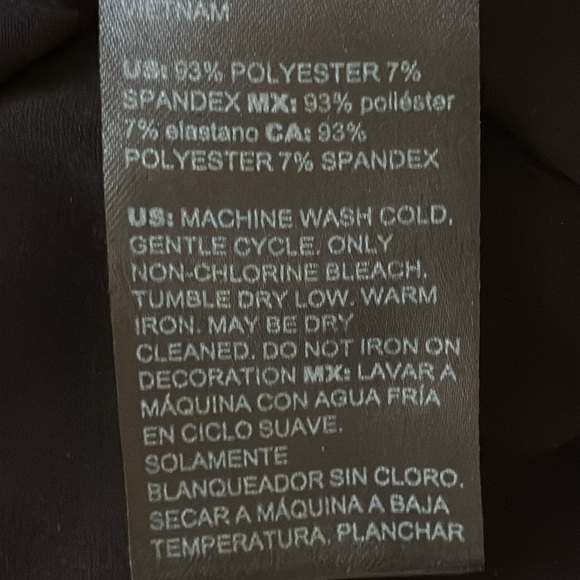 VIETNAM
US: 93% POLYESTER 7%
SPANDEX MX: 93% poliéster
7% elastano CA: 93%
POLYESTER 7% SPANDEX
US: MACHINE WASH COLD,
GENTLE CYCLE. ONLY
NON-CHLORINE BLEACH.
TUMBLE DRY LOW. WARM
IRON. MAY BE DRY
CLEANED. DO NOT IRON ON
DECORATION MX: LAVAR A
MÁQUINA CON AGUA FRÍA
EN CICLO SUAVE.
SOLAMENTE
BLANQUEADOR SIN CLORO.
SECAR A MÁQUINA A BAJA
TEMPERATURA. PLANCHAR